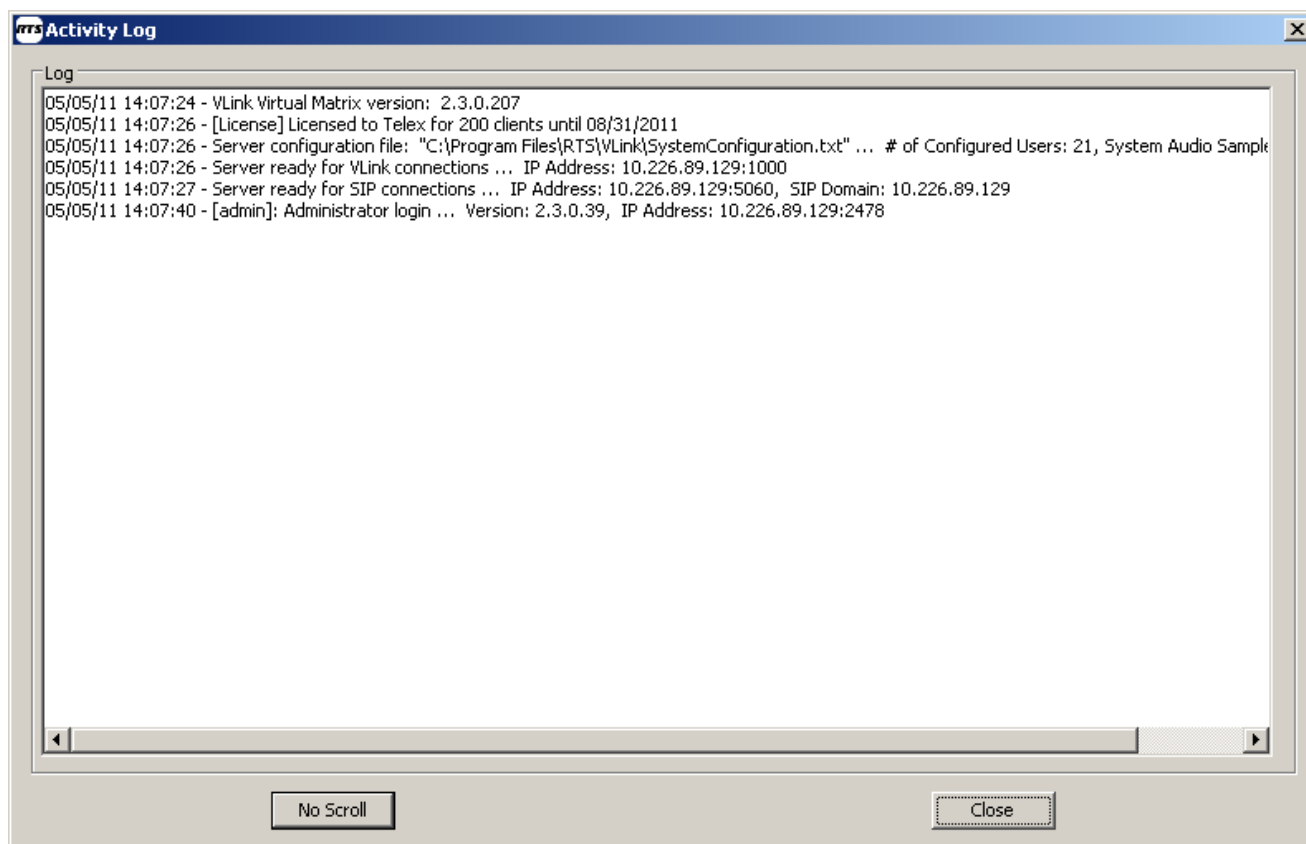 RTS Activity Log
Log
05/05/11 14:07:24 - VLink Virtual Matrix version:  2.3.0.207
05/05/11 14:07:26 - [License] Licensed to Telex for 200 clients until 08/31/2011
05/05/11 14:07:26 - Server configuration file:  "C:\Program Files\RTS\VLink\SystemConfiguration.txt" ...  # of Configured Users: 21, System Audio Sample
05/05/11 14:07:26 - Server ready for VLink connections ...  IP Address: 10.226.89.129:1000
05/05/11 14:07:27 - Server ready for SIP connections ... IP Address: 10.226.89.129:5060,  SIP Domain: 10.226.89.129
05/05/11 14:07:40 - [admin]: Administrator login ...  Version: 2.3.0.39,  IP Address: 10.226.89.129:2478
No Scroll
Close